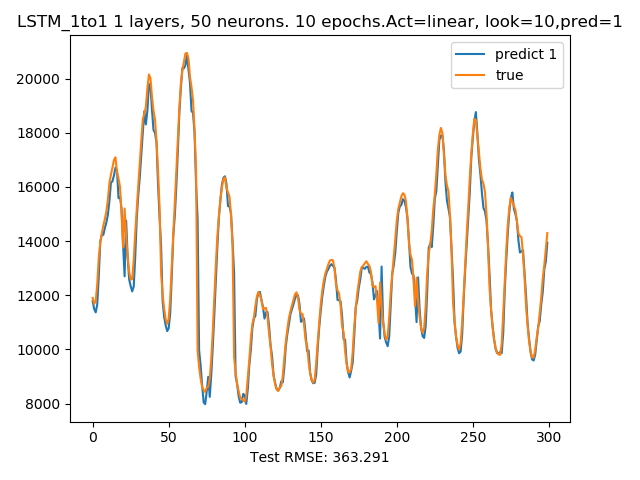 LSTM_1to1 1 layers, 50 neurons. 10 epochs.Act=linear, look=10,pred=1
predict 1
true
20000
18000
16000
14000
12000
10000
8000
0 50 100 150 200 250 300
Test RMSE: 363.291